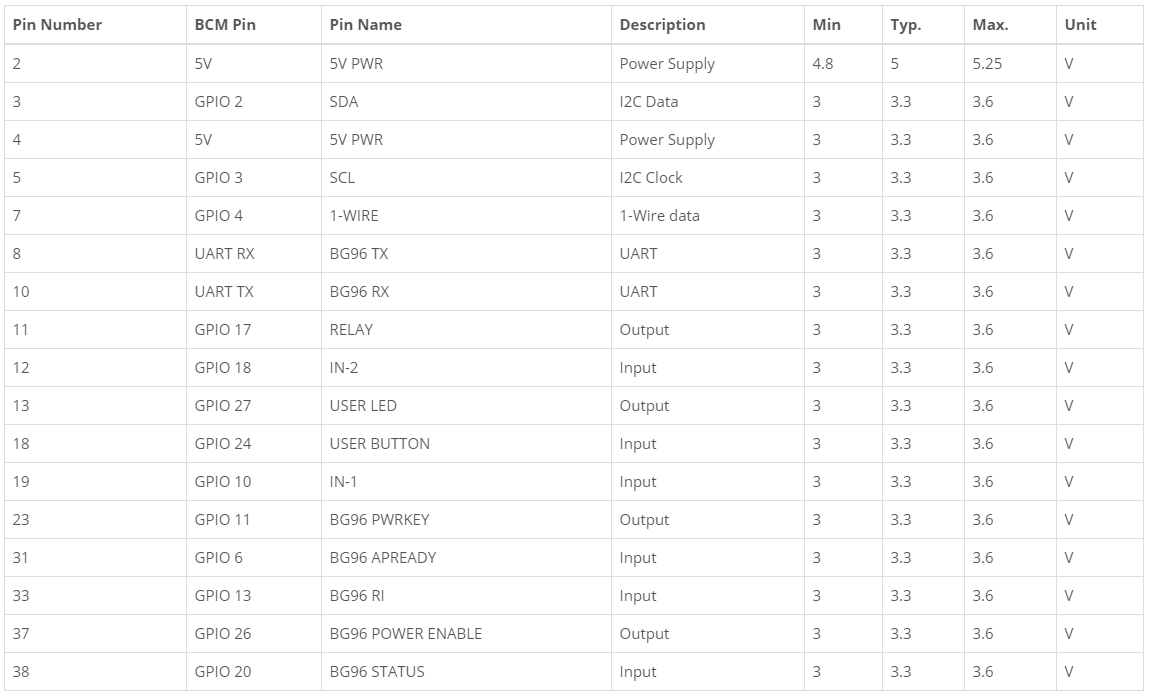 Pin Number BCM Pin Pin Name Description Min Typ. Max. Unit
2 5V 5V PWR Power Supply 4.8 5 5.25 V
3 GPIO 2 SDA I2C Data 3 3.3 3.6 V
4 5V 5V PWR Power Supply 3 3.3 3.6 V
5 GPIO 3 SCL I2C Clock 3 3.3 3.6 V
7 GPIO 4 1-WIRE 1-Wire data 3 3.3 3.6 V
8 UART RX BG96 TX UART 3 3.3 3.6 V
10 UART TX BG96 RX UART 3 3.3 3.6 V
11 GPIO 17 RELAY Output 3 3.3 3.6 V
12 GPIO 18 IN-2 Input 3 3.3 3.6 V
13 GPIO 27 USER LED Output 3 3.3 3.6 V
18 GPIO 24 USER BUTTON Input 3 3.3 3.6 V
19 GPIO 10 IN-1 Input 3 3.3 3.6 V
23 GPIO 11 BG96 PWRKEY Output 3 3.3 3.6 V
31 GPIO 6 BG96 APREADY Input 3 3.3 3.6 V
33 GPIO 13 BG96 RI Input 3 3.3 3.6 V
37 GPIO 26 BG96 POWER ENABLE Output 3 3.3 3.6 V
38 GPIO 20 BG96 STATUS Input 3 3.3 3.6 V